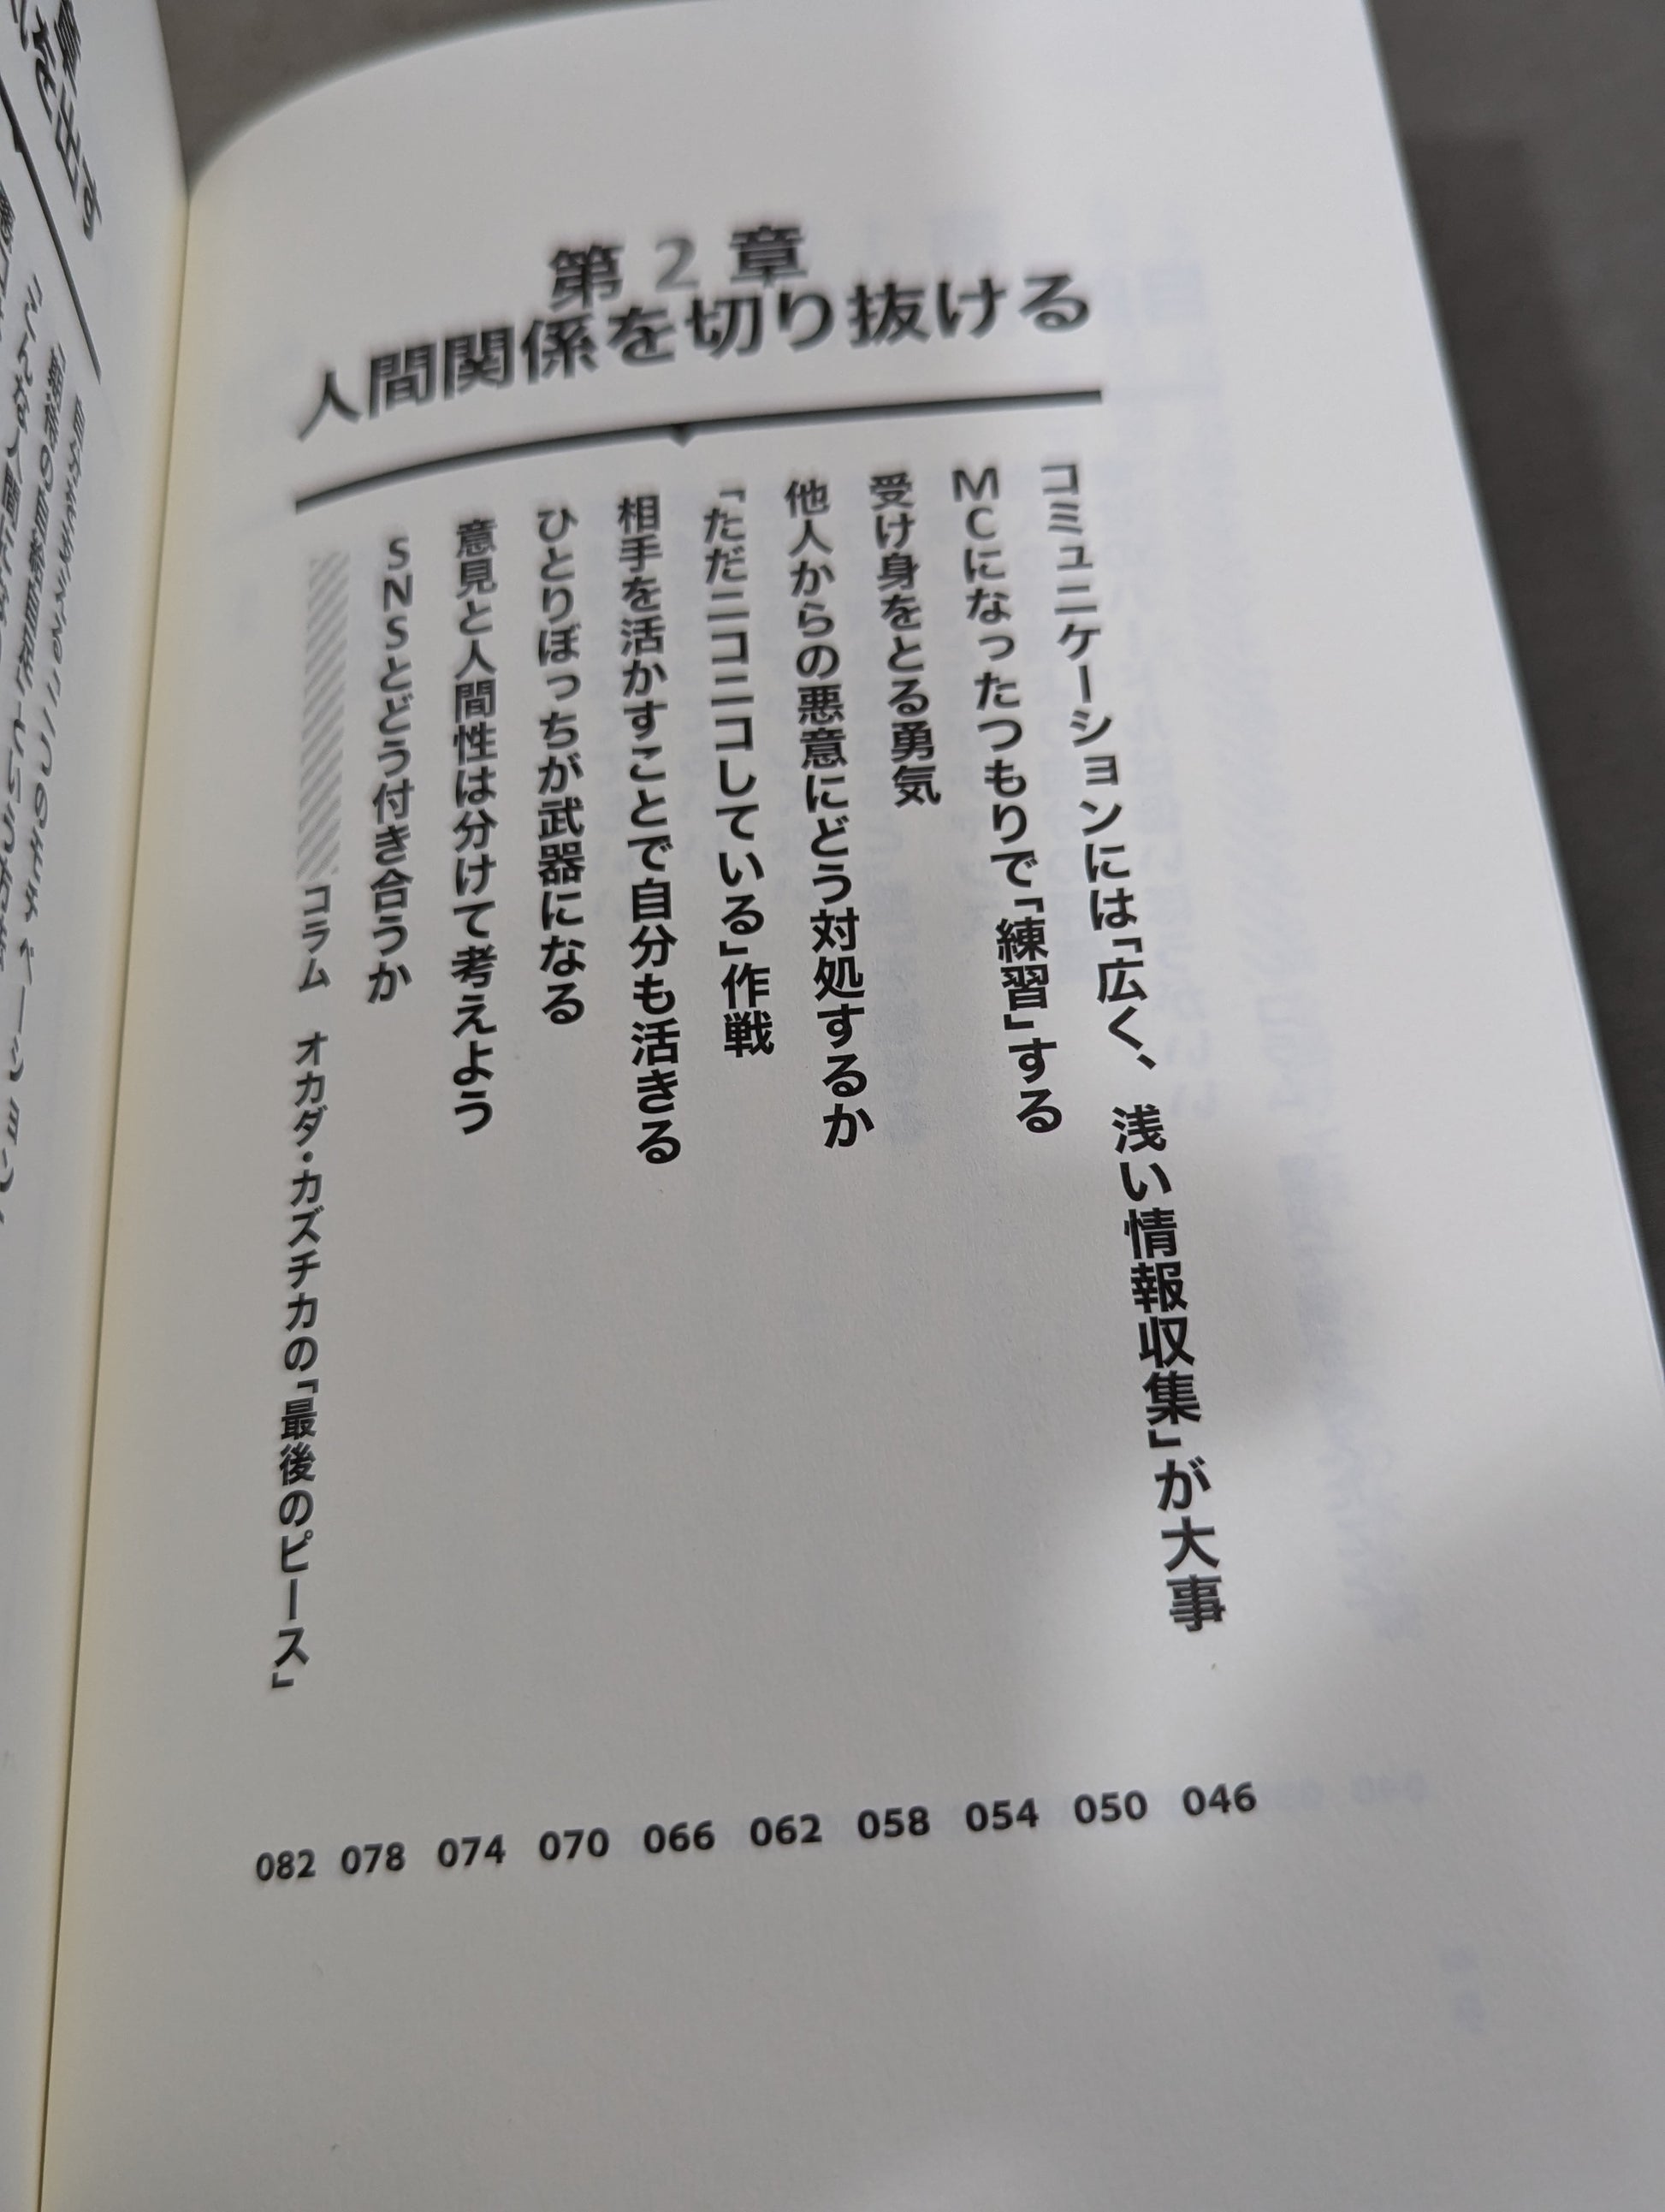 第2章
人間関係を切り抜ける
コミュニケーションには「広く、浅い情報収集」が大事 046
MCになったつもりで「練習」する 050
受け身をとる勇気 054
他人からの悪意にどう対処するか 058
「ただニコニコしている」作戦 062
相手を活かすことで自分も活きる 066
ひとりぼっちが武器になる 070
意見と人間性は分けて考えよう 074
SNSとどう付き合うか 078
コラム オカダ・カズチカの「最後のピース」 082